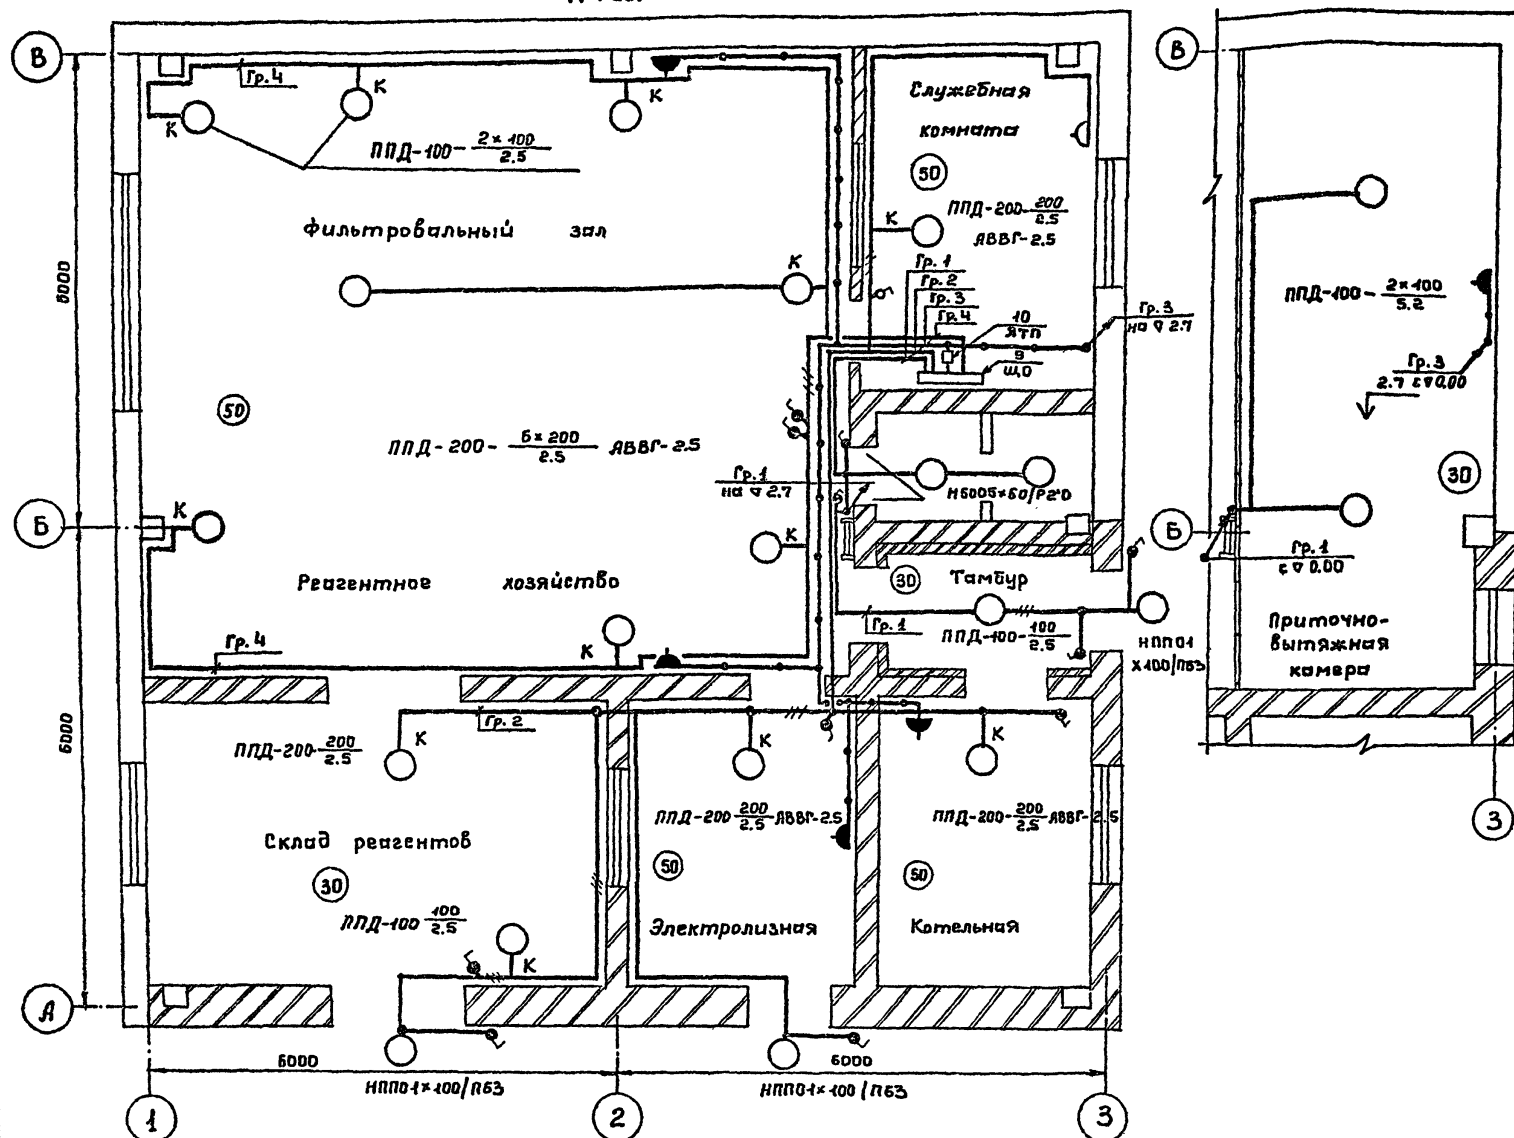 В
Гр.4
К
К
К
ППД-100- 2×100/2.5
Служебная
комната
50
ППД-200- 200/2.5
АВВГ-2.5
К
Фильтровальный зал
К
6000
Гр. 1
Гр. 2
Гр. 3
Гр. 4
10
ЯТП
9
ЩО
Гр. 3
на ▽ 2.7
50
ППД-200- 6×200/2.5 АВВГ-2.5
Гр.1
на ▽ 2.7
Б
К
К
Реагентное хозяйство
30
Тамбур
Гр.1
ППД-100- 100/2.5
НПП01
×100/П53
К
Гр.4
6000
Гр. 2
К
К
К
ППД-200- 200/2.5
ППД-200 200/2.5 АВВГ-2.5
ППД-200- 200/2.5 АВВГ-2.5
Склад реагентов
30
50
50
ППД-100 100/2.5
Электролизная
Котельная
К
А
6000
6000
НПП01×100/П53
НПП01×100/П53
1
2
3
В
ППД-100- 2×100/5.2
Гр.3
2.7 с ▽ 0.00
30
Б
Гр.1
с ▽ 0.00
Приточно-
вытяжная
камера
3